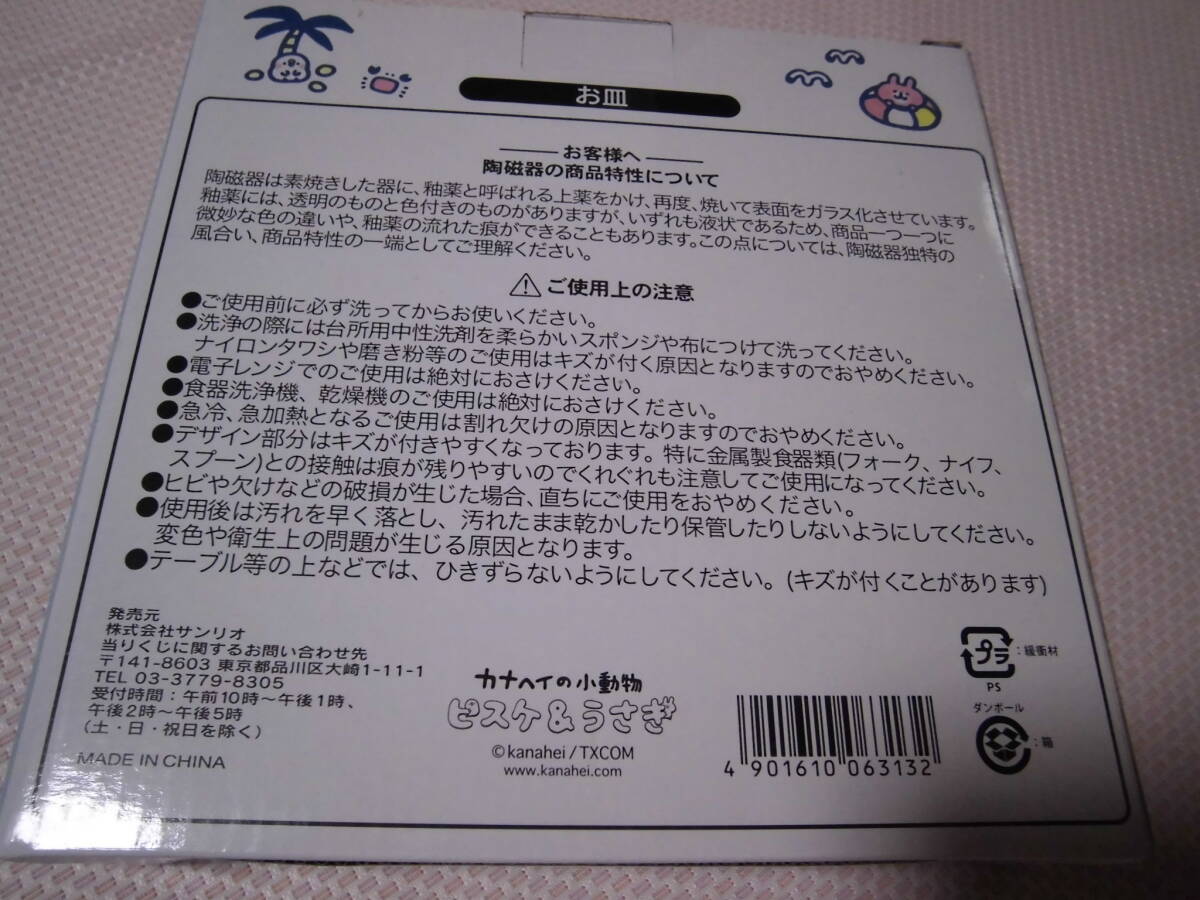 お皿
お客様へ
陶磁器の商品特性について
陶磁器は素焼きした器に、釉薬と呼ばれる上薬をかけ、再度、焼いて表面をガラス化させています。
釉薬には、透明のものと色付きのものがありますが、いずれも液状であるため、商品一つ一つに
微妙な色の違いや、釉薬の流れた痕ができることもあります。この点については、陶磁器独特の
風合い、商品特性の一端としてご理解ください。
ご使用上の注意
●ご使用前に必ず洗ってからお使いください。
●洗浄の際には台所用中性洗剤を柔らかいスポンジや布につけて洗ってください。
ナイロンタワシや磨き粉等のご使用はキズが付く原因となりますのでおやめください。
●電子レンジでのご使用は絶対におさけください。
●食器洗浄機、乾燥機のご使用は絶対におさけください。
●急冷、急加熱となるご使用は割れ欠けの原因となりますのでおやめください。
●デザイン部分はキズが付きやすくなっております。特に金属製食器類(フォーク、ナイフ、
スプーン)との接触は痕が残りやすいのでくれぐれも注意してご使用になってください。
●ヒビや欠けなどの破損が生じた場合、直ちにご使用をおやめください。
●使用後は汚れを早く落とし、汚れたまま乾かしたり保管したりしないようにしてください。
変色や衛生上の問題が生じる原因となります。
●テーブル等の上などでは、ひきずらないようにしてください。(キズが付くことがあります)
発売元
株式会社サンリオ
当りくじに関するお問い合わせ先
〒141-8603 東京都品川区大崎1-11-1
TEL 03-3779-8305
受付時間：午前10時～午後1時、
午後2時～午後5時
(土・日・祝日を除く)
MADE IN CHINA
カナヘイの小動物
ピスケ&うさぎ
©kanahei / TXCOM
www.kanahei.com
4 901610 063132
プラ：緩衝材
PS
ダンボール
：箱